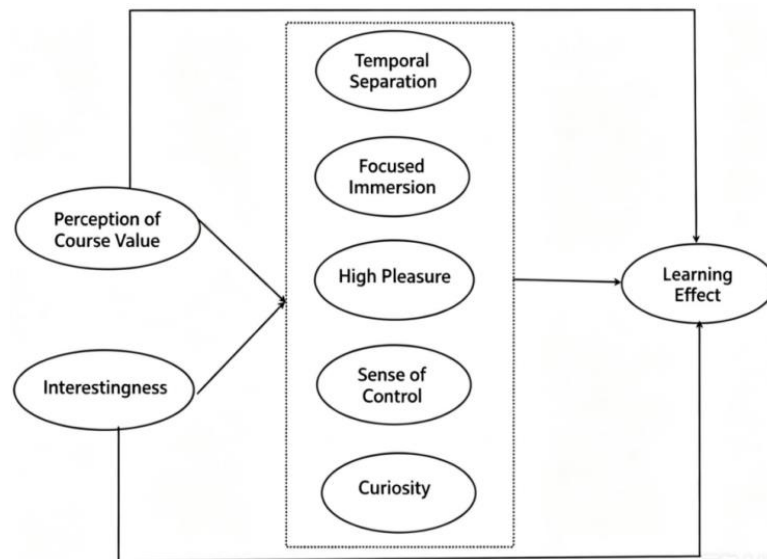 Temporal
Separation
Focused
Immersion
Perception of
Course Value
High Pleasure
Learning
Effect
Interestingness
Sense of
Control
Curiosity